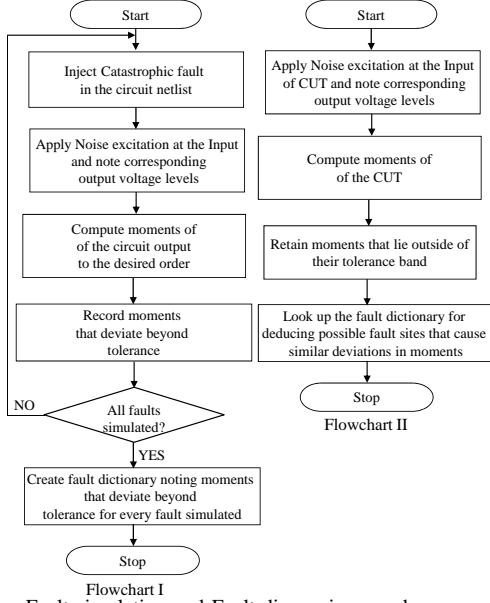 Start
Inject Catastrophic fault
in the circuit netlist
Apply Noise excitation at the Input
and note corresponding
output voltage levels
Compute moments of
of the circuit output
to the desired order
Record moments
that deviate beyond
tolerance
NO
All faults
simulated?
YES
Create fault dictionary noting moments
that deviate beyond
tolerance for every fault simulated
Stop
Flowchart I
Start
Apply Noise excitation at the Input
of CUT and note corresponding
output voltage levels
Compute moments of
of the CUT
Retain moments that lie outside of
their tolerance band
Look up the fault dictionary for
deducing possible fault sites that cause
similar deviations in moments
Stop
Flowchart II